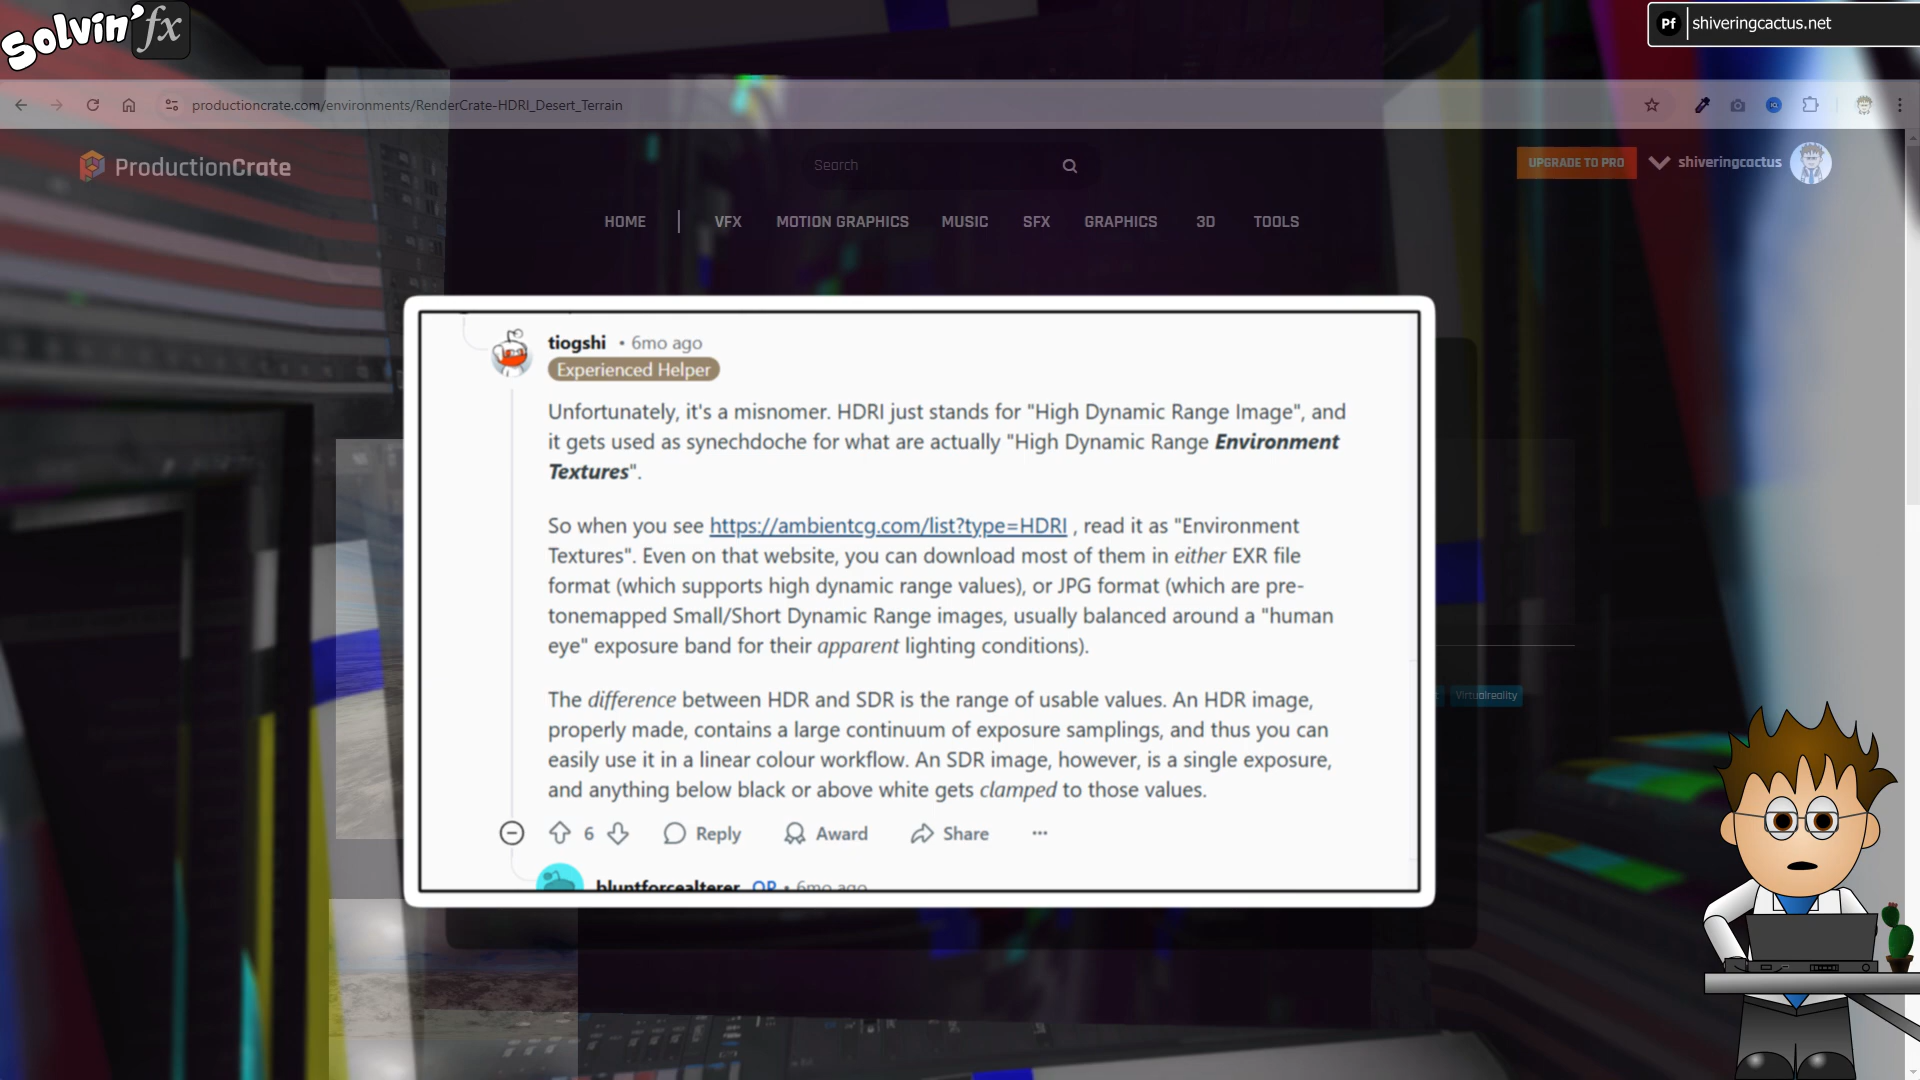 Solvin' fx
Pf shiveringcactus.net
productioncrate.com/environments/RenderCrate-HDRI_Desert_Terrain
ProductionCrate
Search
UPGRADE TO PRO
shiveringcactus
HOME | VFX MOTION GRAPHICS MUSIC SFX GRAPHICS 3D TOOLS
tiogshi • 6mo ago
Experienced Helper
Unfortunately, it's a misnomer. HDRI just stands for "High Dynamic Range Image", and
it gets used as synechdoche for what are actually "High Dynamic Range Environment
Textures".
So when you see https://ambientcg.com/list?type=HDRI , read it as "Environment
Textures". Even on that website, you can download most of them in either EXR file
format (which supports high dynamic range values), or JPG format (which are pre-
tonemapped Small/Short Dynamic Range images, usually balanced around a "human
eye" exposure band for their apparent lighting conditions).
Virtualreality
The difference between HDR and SDR is the range of usable values. An HDR image,
properly made, contains a large continuum of exposure samplings, and thus you can
easily use it in a linear colour workflow. An SDR image, however, is a single exposure,
and anything below black or above white gets clamped to those values.
6 Reply Award Share ...
bluntforcealterer OP • 6mo ago